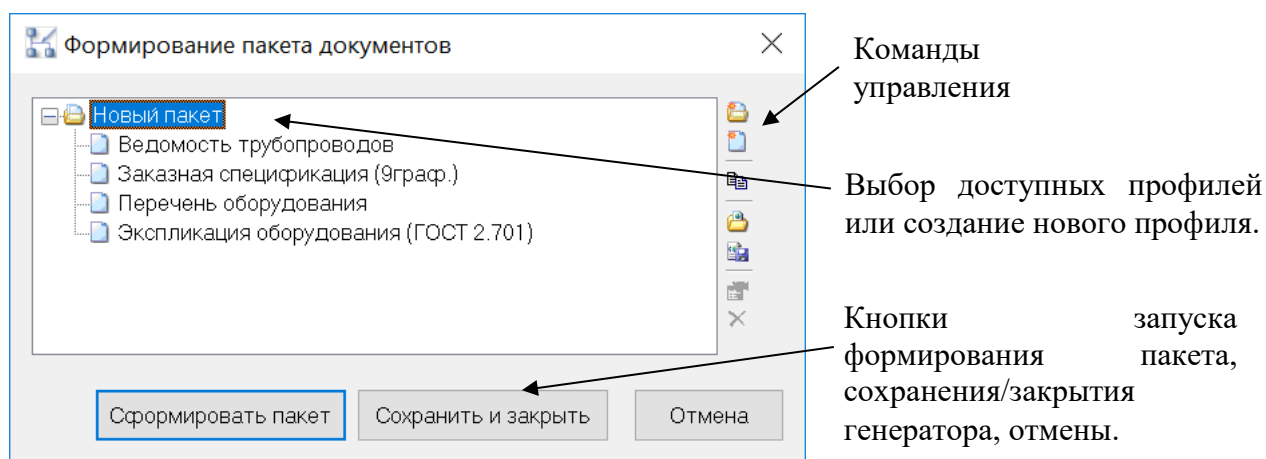 Формирование пакета документов
Новый пакет
Ведомость трубопроводов
Заказная спецификация (9граф.)
Перечень оборудования
Экспликация оборудования (ГОСТ 2.701)
Сформировать пакет
Сохранить и закрыть
Отмена
Команды
управления
Выбор доступных профилей
или создание нового профиля.
Кнопки запуска
формирования пакета,
сохранения/закрытия
генератора, отмены.